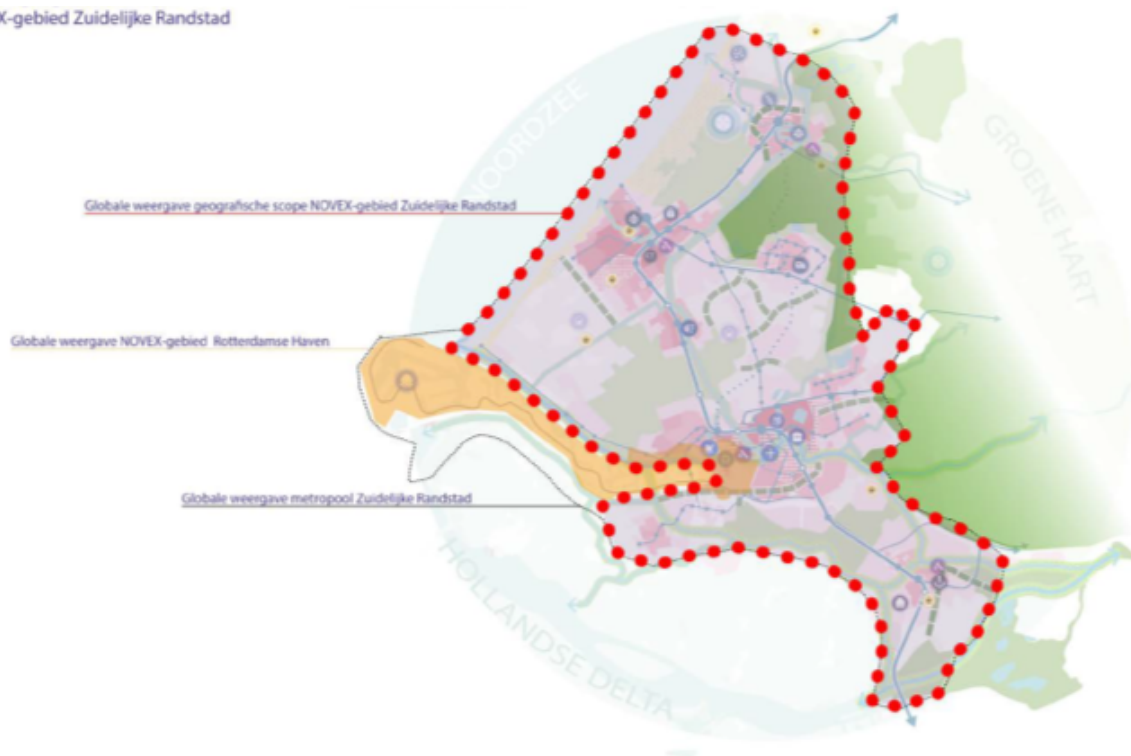 X-gebied Zuidelijke Randstad
NOORDZEE
GROENE HART
Globale weergave geografische scope NOVEX-gebied Zuidelijke Randstad
Globale weergave NOVEX-gebied Rotterdamse Haven
Globale weergave metropool Zuidelijke Randstad
HOLLANDSE DELTA